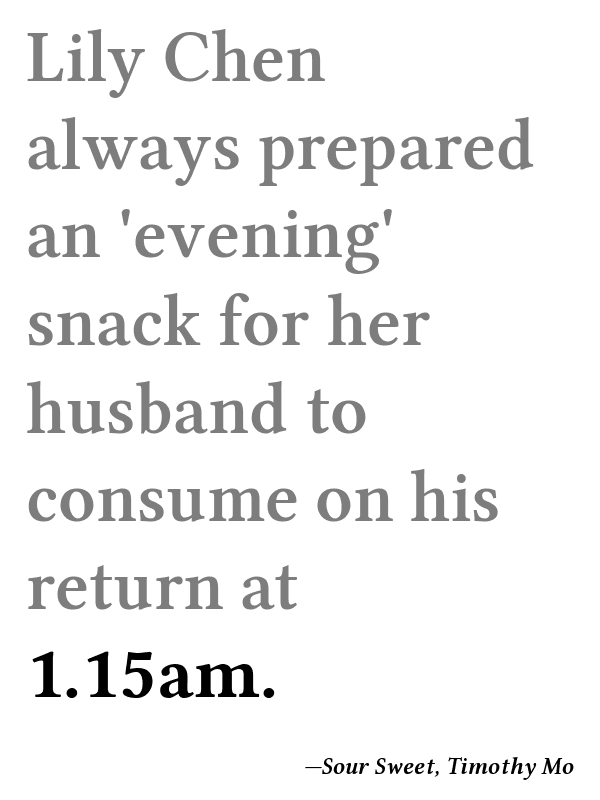 Lily Chen
always prepared
an 'evening'
snack for her
husband to
consume on his
return at
1.15am.
—Sour Sweet, Timothy Mo